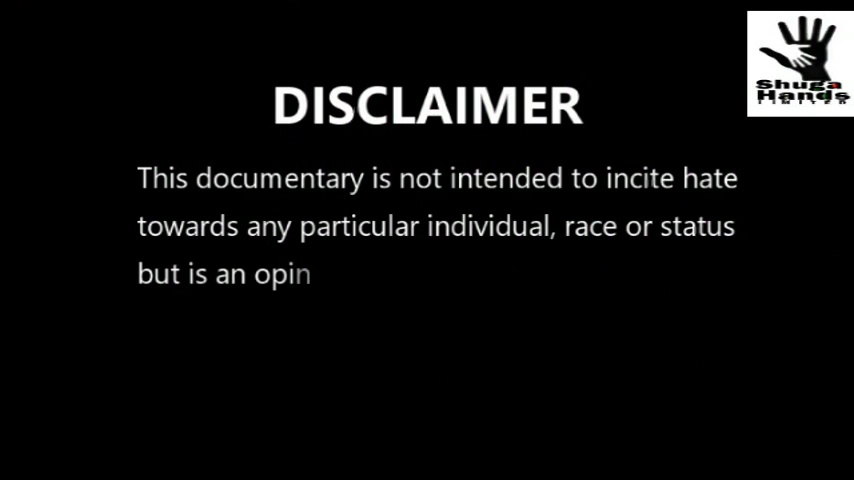 DISCLAIMER
This documentary is not intended to incite hate
towards any particular individual, race or status
but is an opin
Shuga
Hands
LIMITED